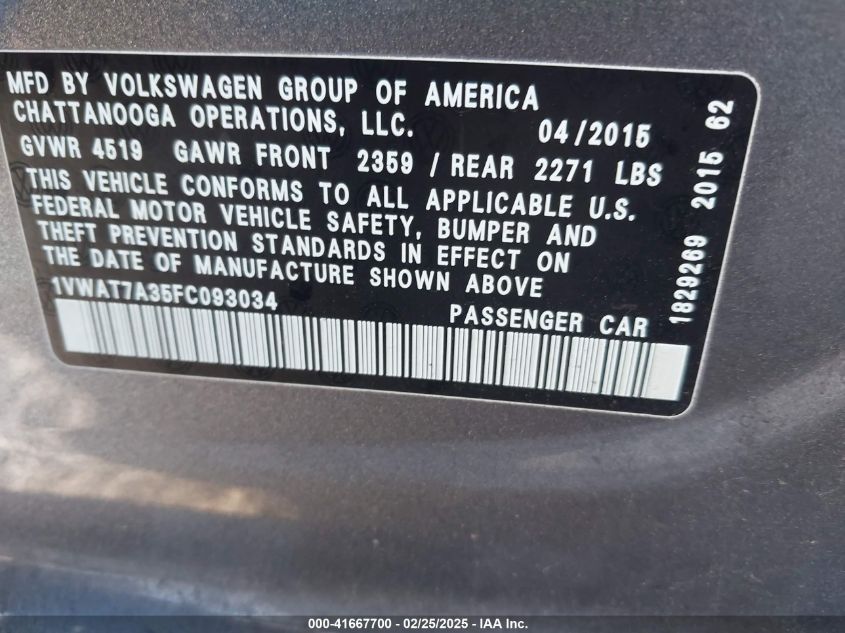 MFD BY VOLKSWAGEN GROUP OF AMERICA
CHATTANOOGA OPERATIONS, LLC. 04/2015
GVWR 4519 GAWR FRONT 2359 / REAR 2271 LBS
THIS VEHICLE CONFORMS TO ALL APPLICABLE U.S.
FEDERAL MOTOR VEHICLE SAFETY, BUMPER AND
THEFT PREVENTION STANDARDS IN EFFECT ON
THE DATE OF MANUFACTURE SHOWN ABOVE
1VWAT7A35FC093034 PASSENGER CAR
1829269 2015 62
000-41667700 - 02/25/2025 - IAA Inc.